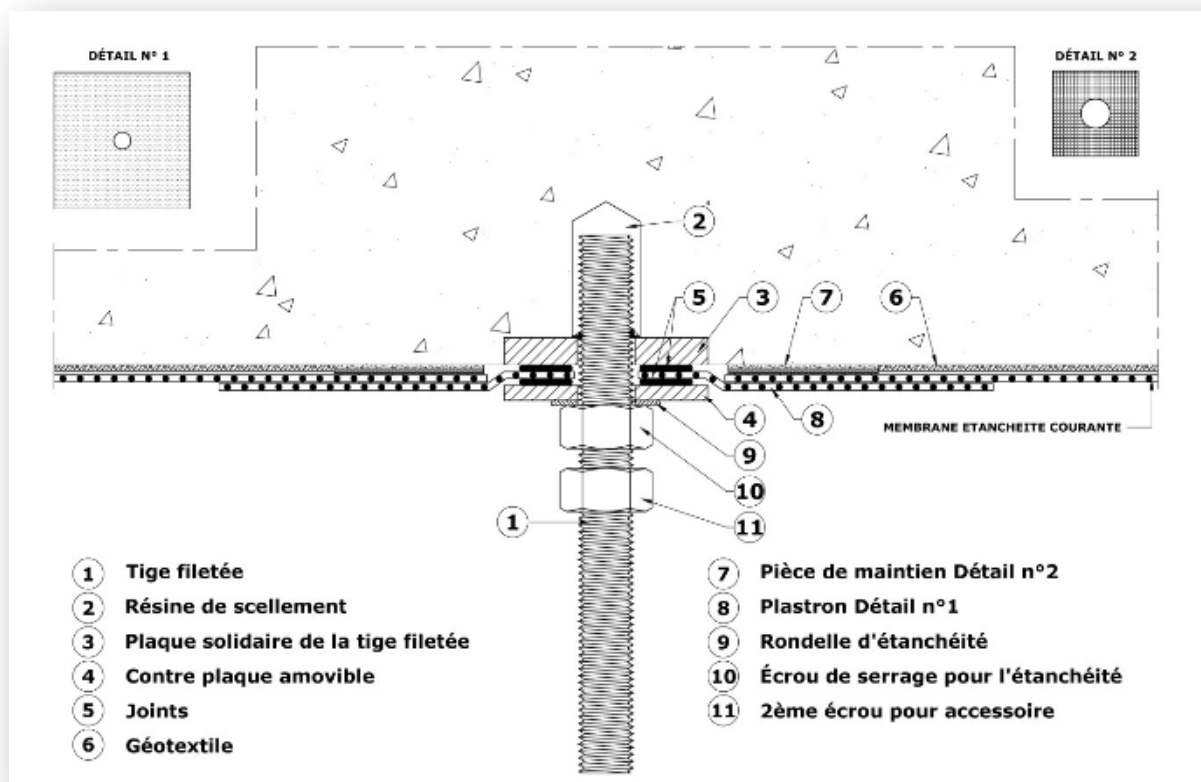 DÉTAIL N° 1
DÉTAIL N° 2
2
5
3
7
6
4
8
MEMBRANE ETANCHEITE COURANTE
9
10
1
11
1 Tige filetée
2 Résine de scellement
3 Plaque solidaire de la tige filetée
4 Contre plaque amovible
5 Joints
6 Géotextile
7 Pièce de maintien Détail n°2
8 Plastron Détail n°1
9 Rondelle d'étanchéité
10 Écrou de serrage pour l'étanchéité
11 2ème écrou pour accessoire